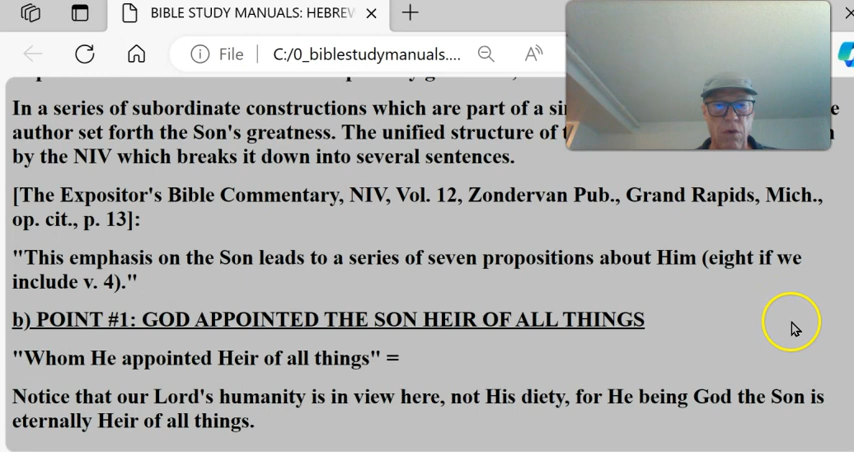 BIBLE STUDY MANUALS: HEBREW
File C:/0_biblestudymanuals....
In a series of subordinate constructions which are part of a
author set forth the Son's greatness. The unified structure of
by the NIV which breaks it down into several sentences.
[The Expositor's Bible Commentary, NIV, Vol. 12, Zondervan Pub., Grand Rapids, Mich.,
op. cit., p. 13]:
"This emphasis on the Son leads to a series of seven propositions about Him (eight if we
include v. 4)."
b) POINT #1: GOD APPOINTED THE SON HEIR OF ALL THINGS
"Whom He appointed Heir of all things" =
Notice that our Lord's humanity is in view here, not His diety, for He being God the Son is
eternally Heir of all things.